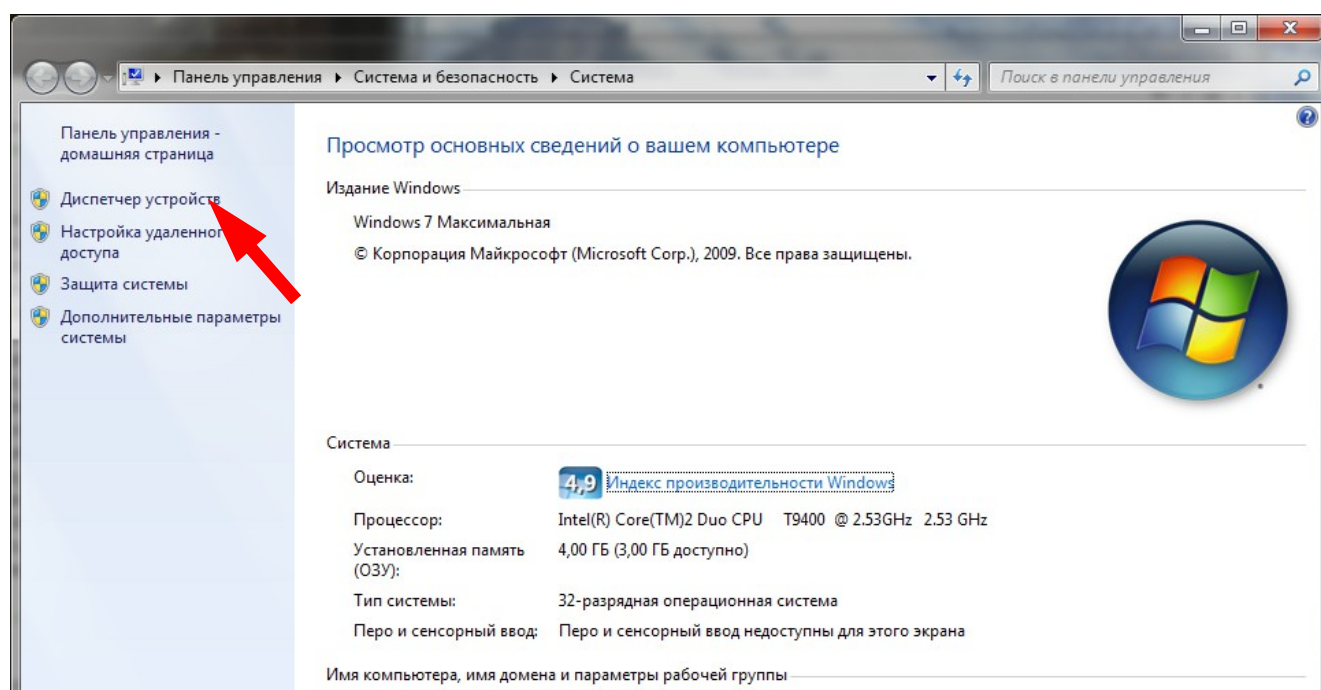 Панель управления ▸ Система и безопасность ▸ Система
Поиск в панели управления
Панель управления -
домашняя страница
Диспетчер устройств
Настройка удаленного
доступа
Защита системы
Дополнительные параметры
системы
Просмотр основных сведений о вашем компьютере
Издание Windows
Windows 7 Максимальная
© Корпорация Майкрософт (Microsoft Corp.), 2009. Все права защищены.
Система
Оценка: 4,9 Индекс производительности Windows
Процессор: Intel(R) Core(TM)2 Duo CPU T9400 @ 2.53GHz 2.53 GHz
Установленная память 4,00 ГБ (3,00 ГБ доступно)
(ОЗУ):
Тип системы: 32-разрядная операционная система
Перо и сенсорный ввод: Перо и сенсорный ввод недоступны для этого экрана
Имя компьютера, имя домена и параметры рабочей группы